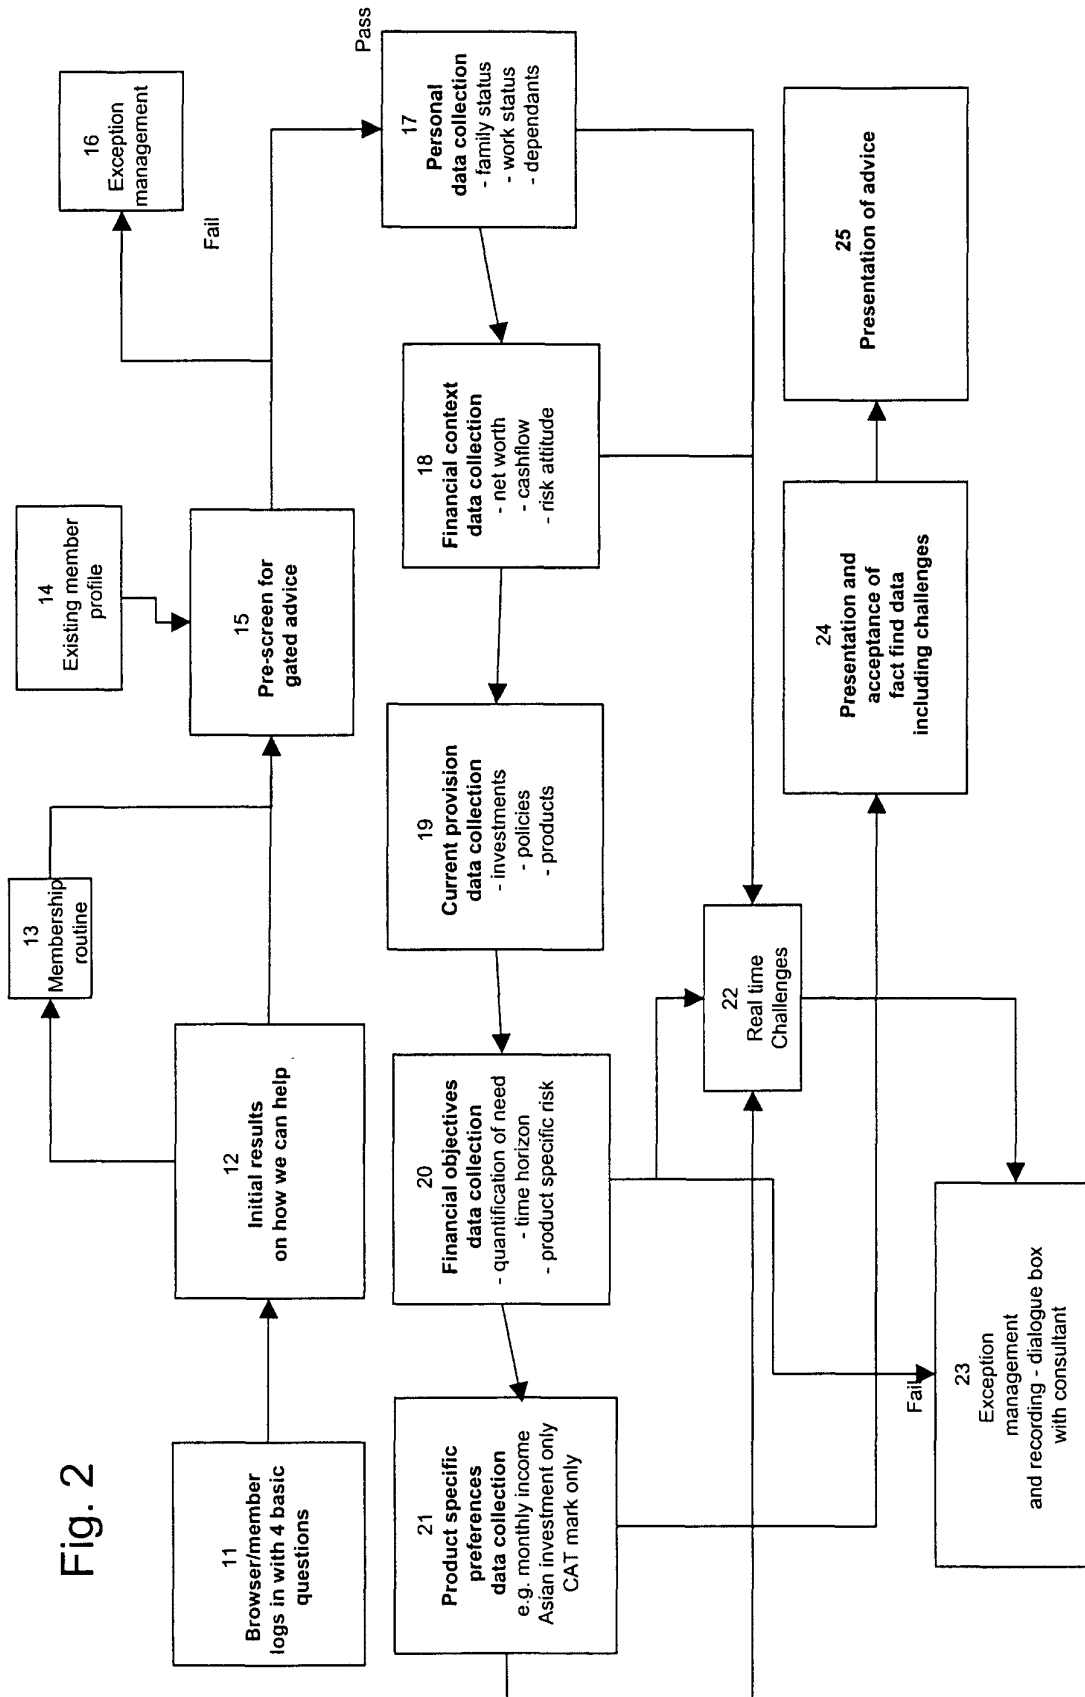 Fig. 2
11
Browser/member
logs in with 4 basic
questions
12
Initial results
on how we can help
13
Membership
routine
14
Existing member
profile
15
Pre-screen for
gated advice
16
Exception
management
Fail
Pass
17
Personal
data collection
- family status
- work status
- dependants
18
Financial context
data collection
- net worth
- cashflow
- risk attitude
19
Current provision
data collection
- investments
- policies
- products
20
Financial objectives
data collection
- quantification of need
- time horizon
- product specific risk
21
Product specific
preferences
data collection
e.g. monthly income
Asian investment only
CAT mark only
22
Real time
Challenges
Fail
23
Exception
management
and recording - dialogue box
with consultant
24
Presentation and
acceptance of
fact find data
including challenges
25
Presentation of advice